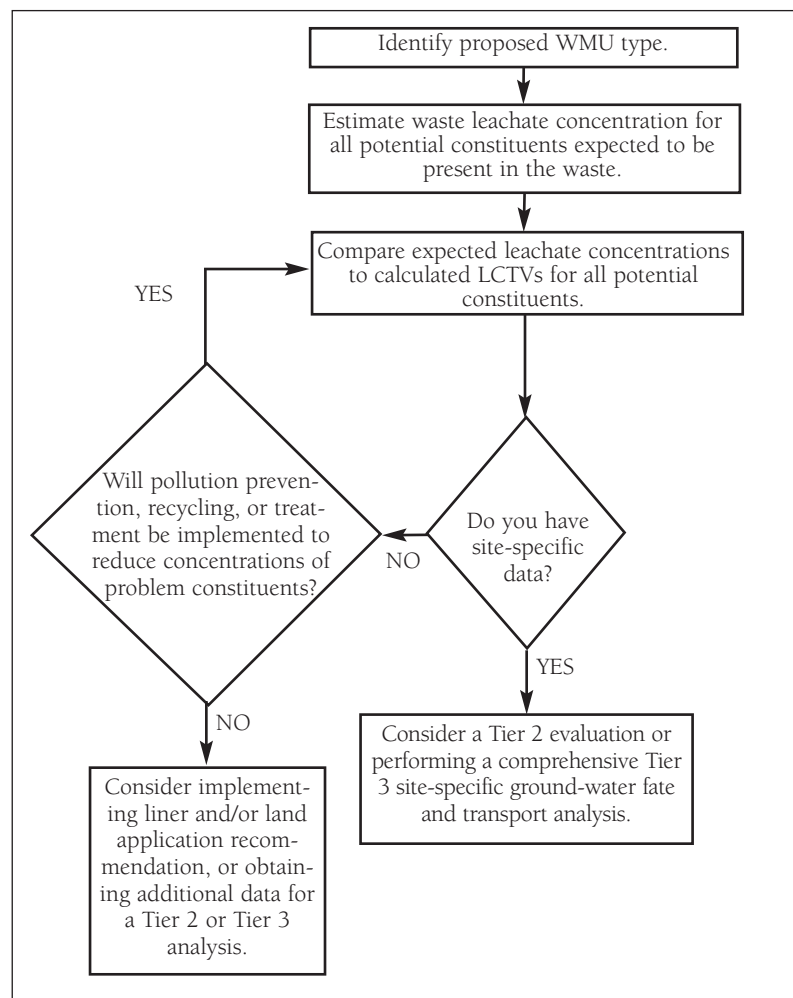 Identify proposed WMU type.
Estimate waste leachate concentration for
all potential constituents expected to be
present in the waste.
Compare expected leachate concentrations
to calculated LCTVs for all potential
constituents.
YES
Will pollution preven-
tion, recycling, or treat-
ment be implemented to
reduce concentrations of
problem constituents?
NO
Do you have
site-specific
data?
YES
NO
Consider a Tier 2 evaluation or
performing a comprehensive Tier
3 site-specific ground-water fate
and transport analysis.
Consider implement-
ing liner and/or land
application recom-
mendation, or obtain-
ing additional data for
a Tier 2 or Tier 3
analysis.